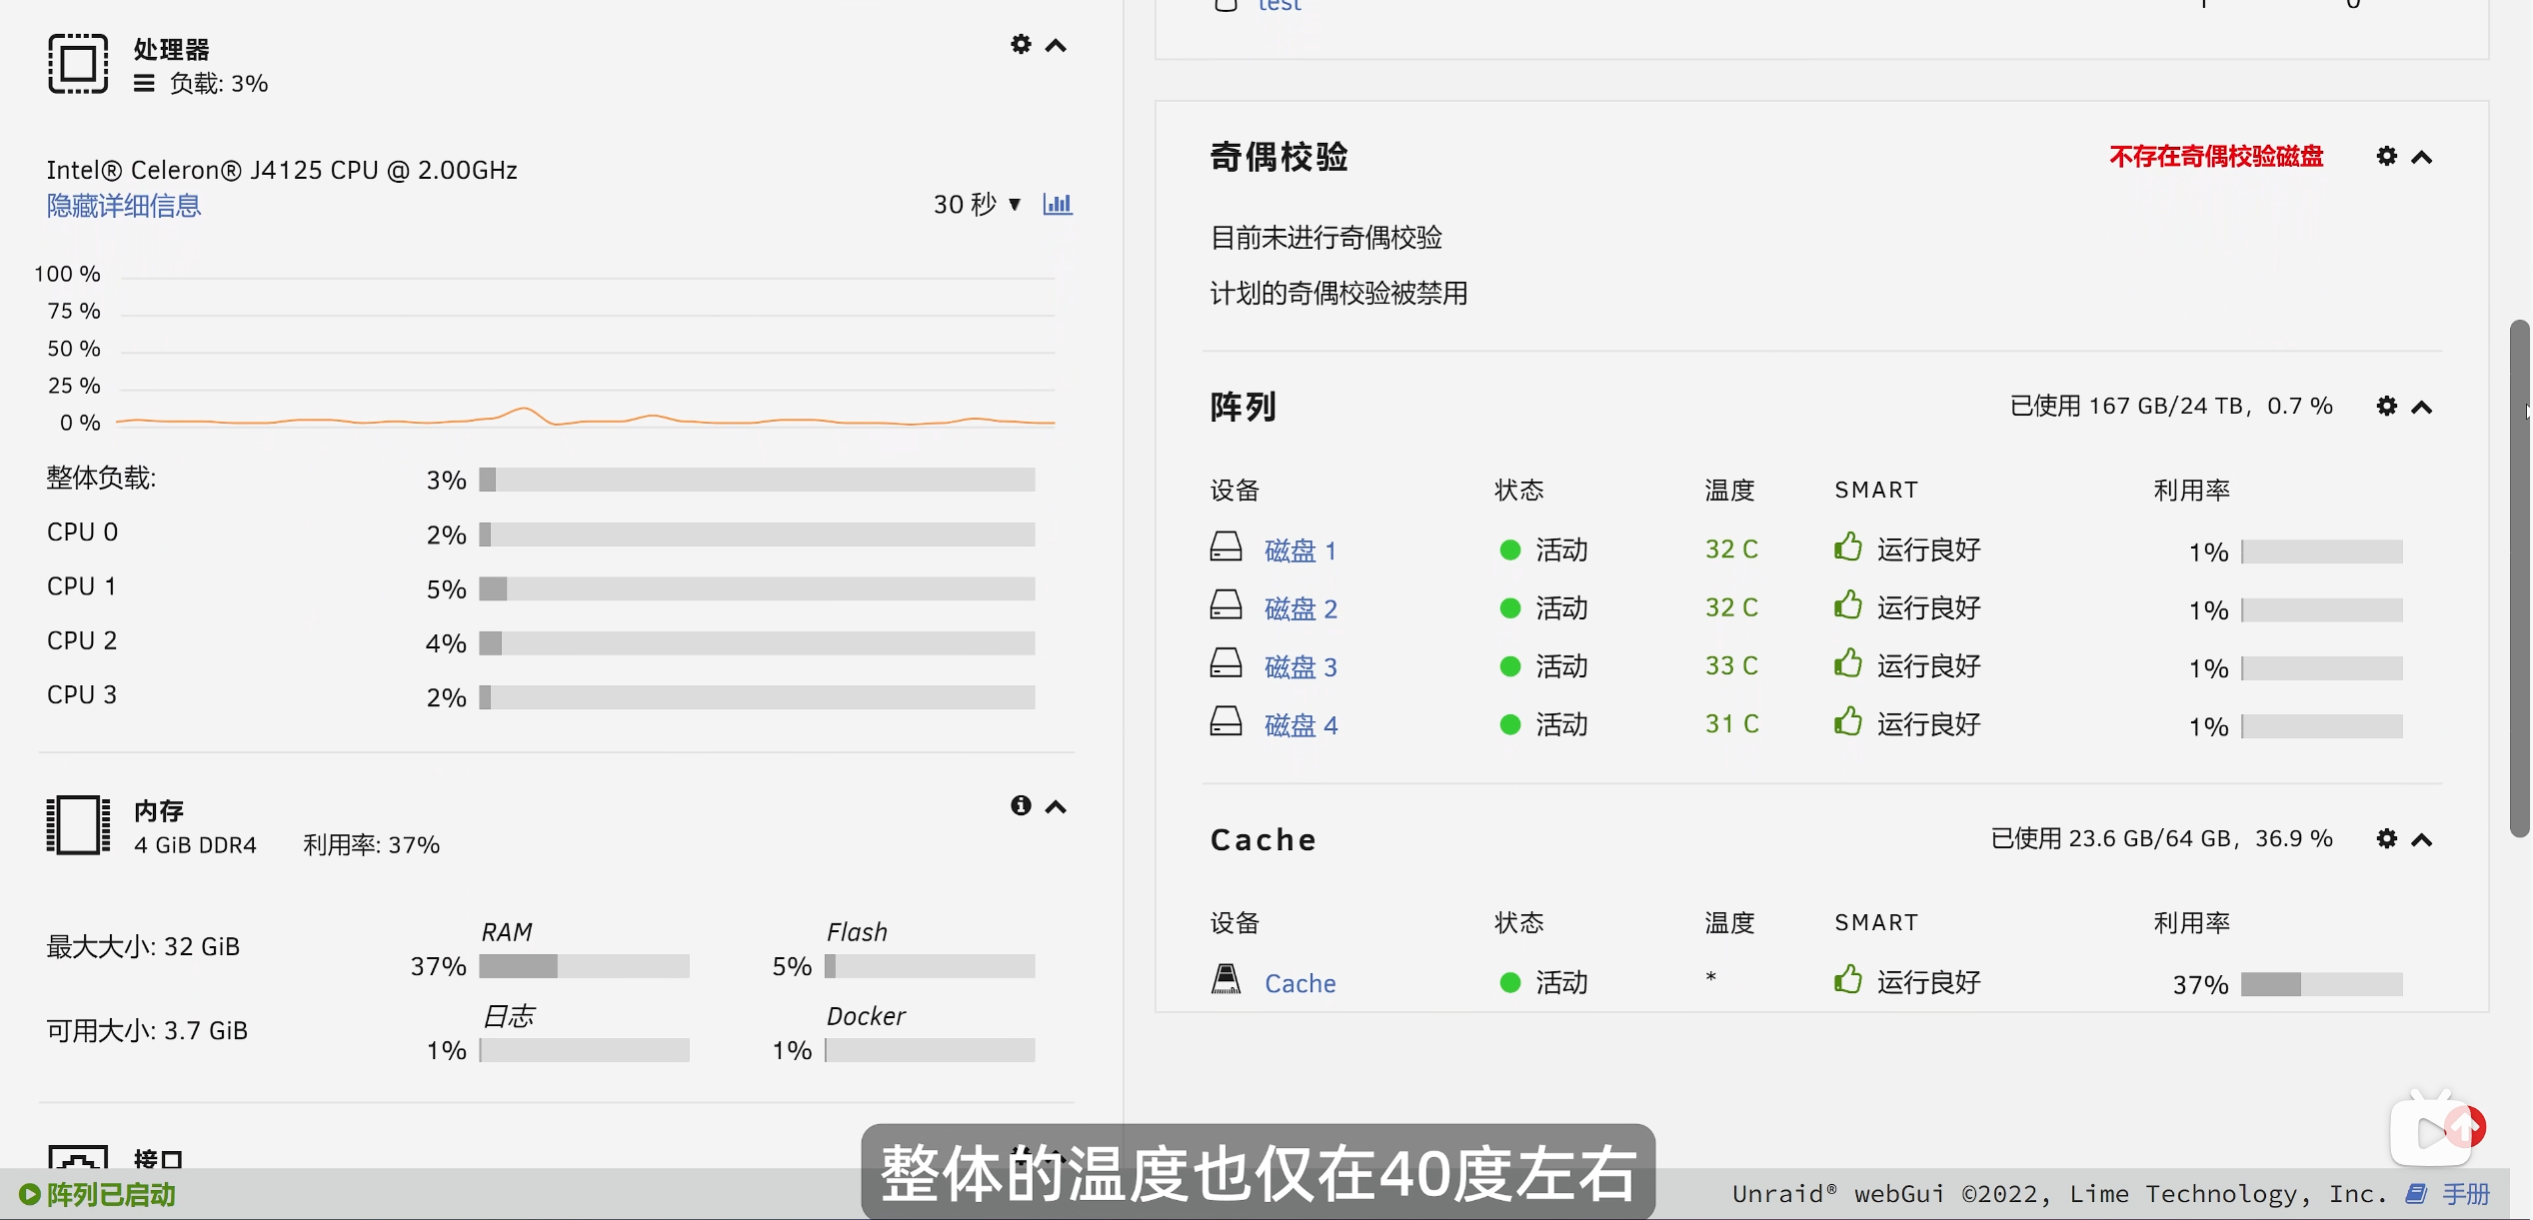 处理器
负载: 3%
Intel® Celeron® J4125 CPU @ 2.00GHz
隐藏详细信息
30 秒
100 %
75 %
50 %
25 %
0 %
整体负载: 3%
CPU 0 2%
CPU 1 5%
CPU 2 4%
CPU 3 2%
内存
4 GiB DDR4 利用率: 37%
RAM Flash
最大大小: 32 GiB 37% 5%
日志 Docker
可用大小: 3.7 GiB 1% 1%
接口
test
奇偶校验 不存在奇偶校验磁盘
目前未进行奇偶校验
计划的奇偶校验被禁用
阵列 已使用 167 GB/24 TB，0.7 %
设备 状态 温度 SMART 利用率
磁盘 1 活动 32 C 运行良好 1%
磁盘 2 活动 32 C 运行良好 1%
磁盘 3 活动 33 C 运行良好 1%
磁盘 4 活动 31 C 运行良好 1%
Cache 已使用 23.6 GB/64 GB，36.9 %
设备 状态 温度 SMART 利用率
Cache 活动 * 运行良好 37%
整体的温度也仅在40度左右
阵列已启动
Unraid® webGui ©2022, Lime Technology, Inc. 手册